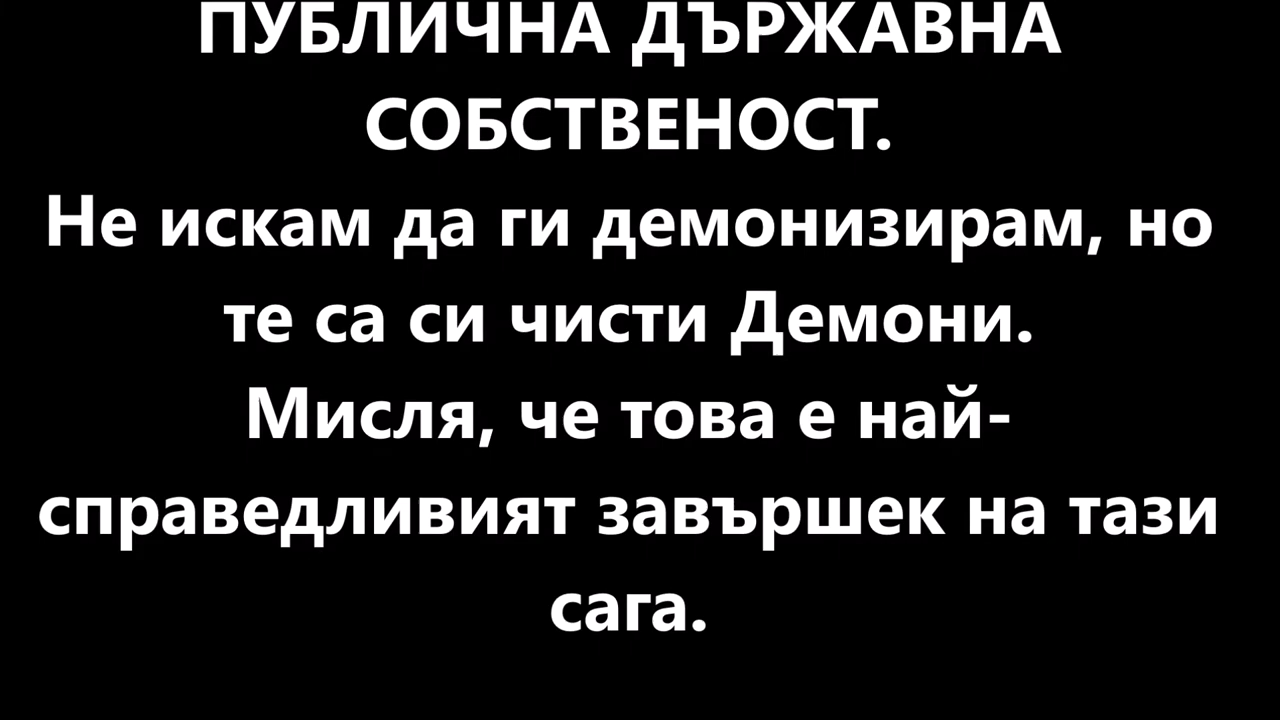 ПУБЛИЧНА ДЪРЖАВНА
СОБСТВЕНОСТ.
Не искам да ги демонизирам, но
те са си чисти Демони.
Мисля, че това е най-
справедливият завършек на тази
сага.